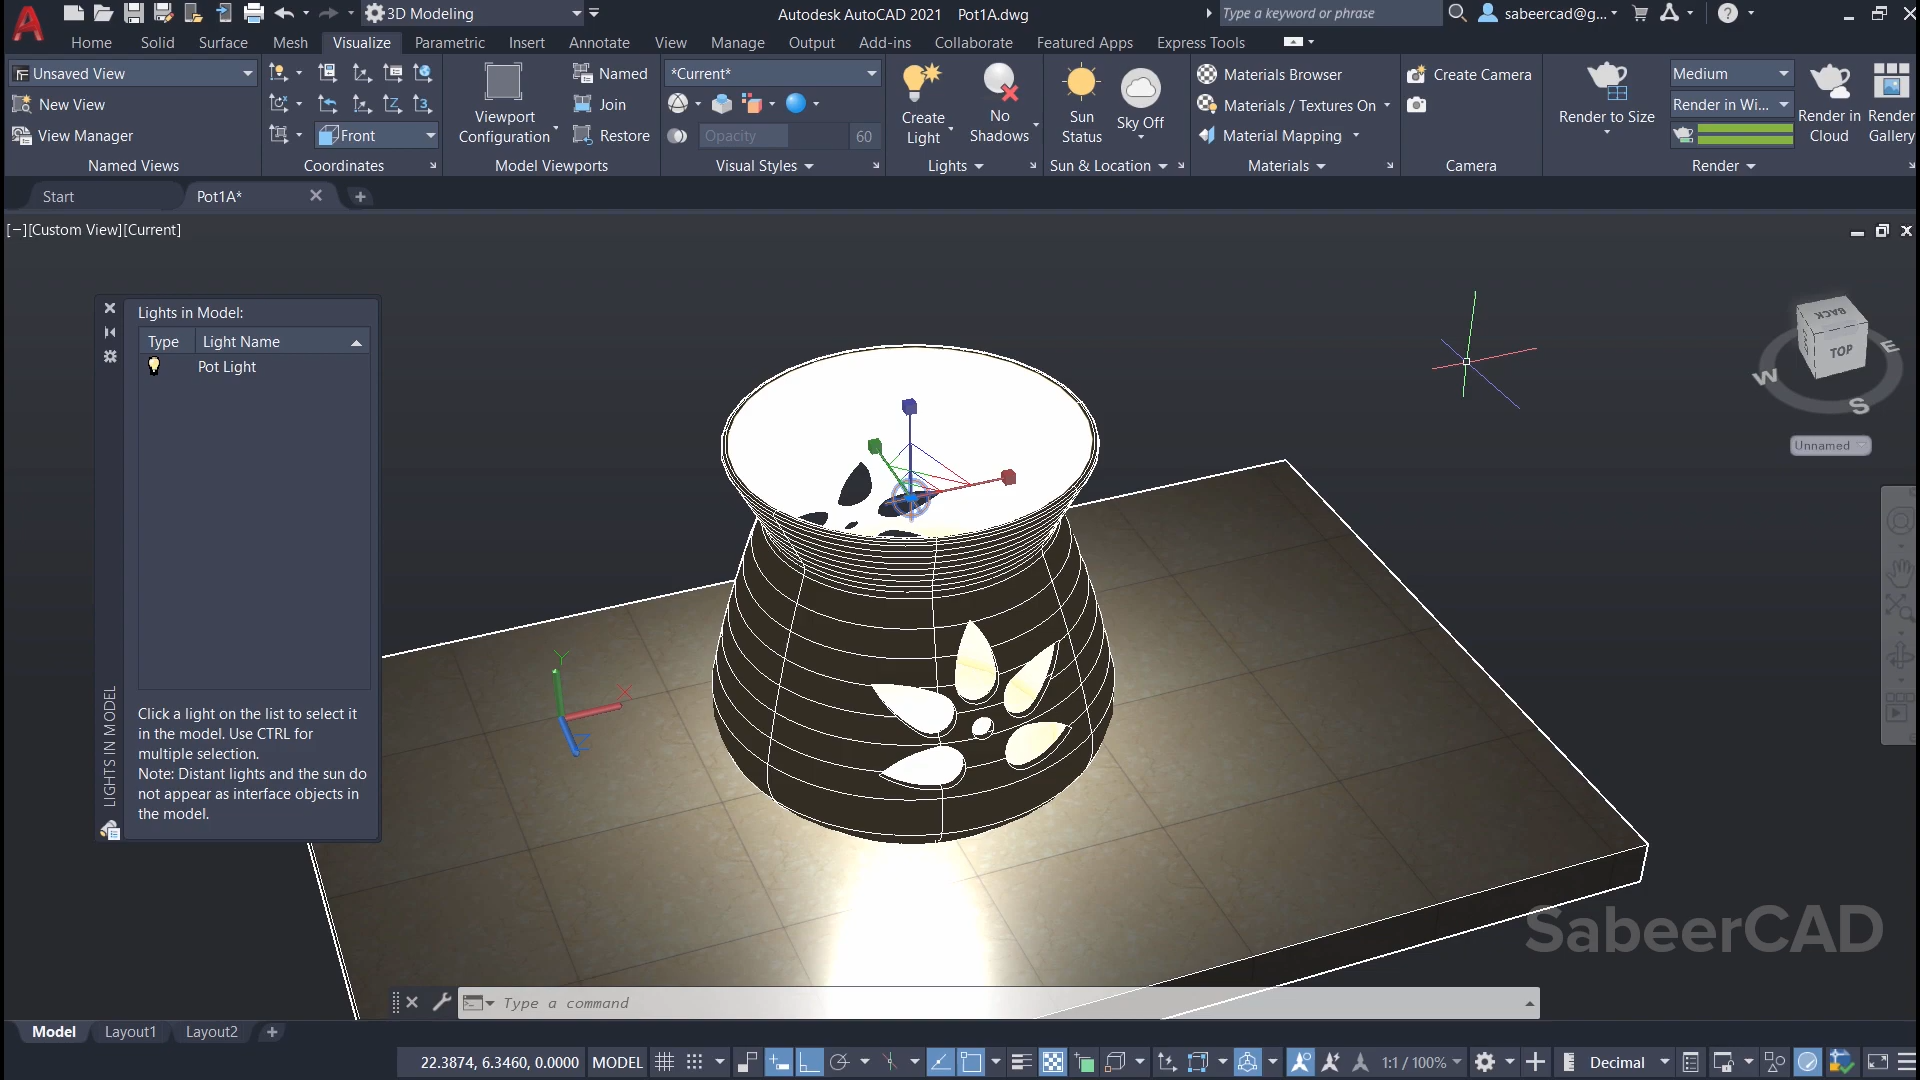 3D Modeling
Autodesk AutoCAD 2021 Pot1A.dwg
Type a keyword or phrase
sabeercad@g...
Home Solid Surface Mesh Visualize Parametric Insert Annotate View Manage Output Add-ins Collaborate Featured Apps Express Tools
Unsaved View
New View
View Manager
Named Views
Front
Coordinates
Viewport
Configuration
Named
Join
Restore
Model Viewports
*Current*
Opacity 60
Visual Styles
Create
Light
No
Shadows
Lights
Sun
Status
Sky Off
Sun & Location
Materials Browser
Materials / Textures On
Material Mapping
Materials
Create Camera
Camera
Render to Size
Medium
Render in Wi...
Render in
Cloud
Render
Gallery
Render
Start
Pot1A*
[−][Custom View][Current]
BACK
TOP
W
S
E
Unnamed
Lights in Model:
Type Light Name
Pot Light
Click a light on the list to select it
in the model. Use CTRL for
multiple selection.
Note: Distant lights and the sun do
not appear as interface objects in
the model.
LIGHTS IN MODEL
Y
X
Z
SabeerCAD
Type a command
Model Layout1 Layout2
22.3874, 6.3460, 0.0000 MODEL 1:1 / 100% Decimal